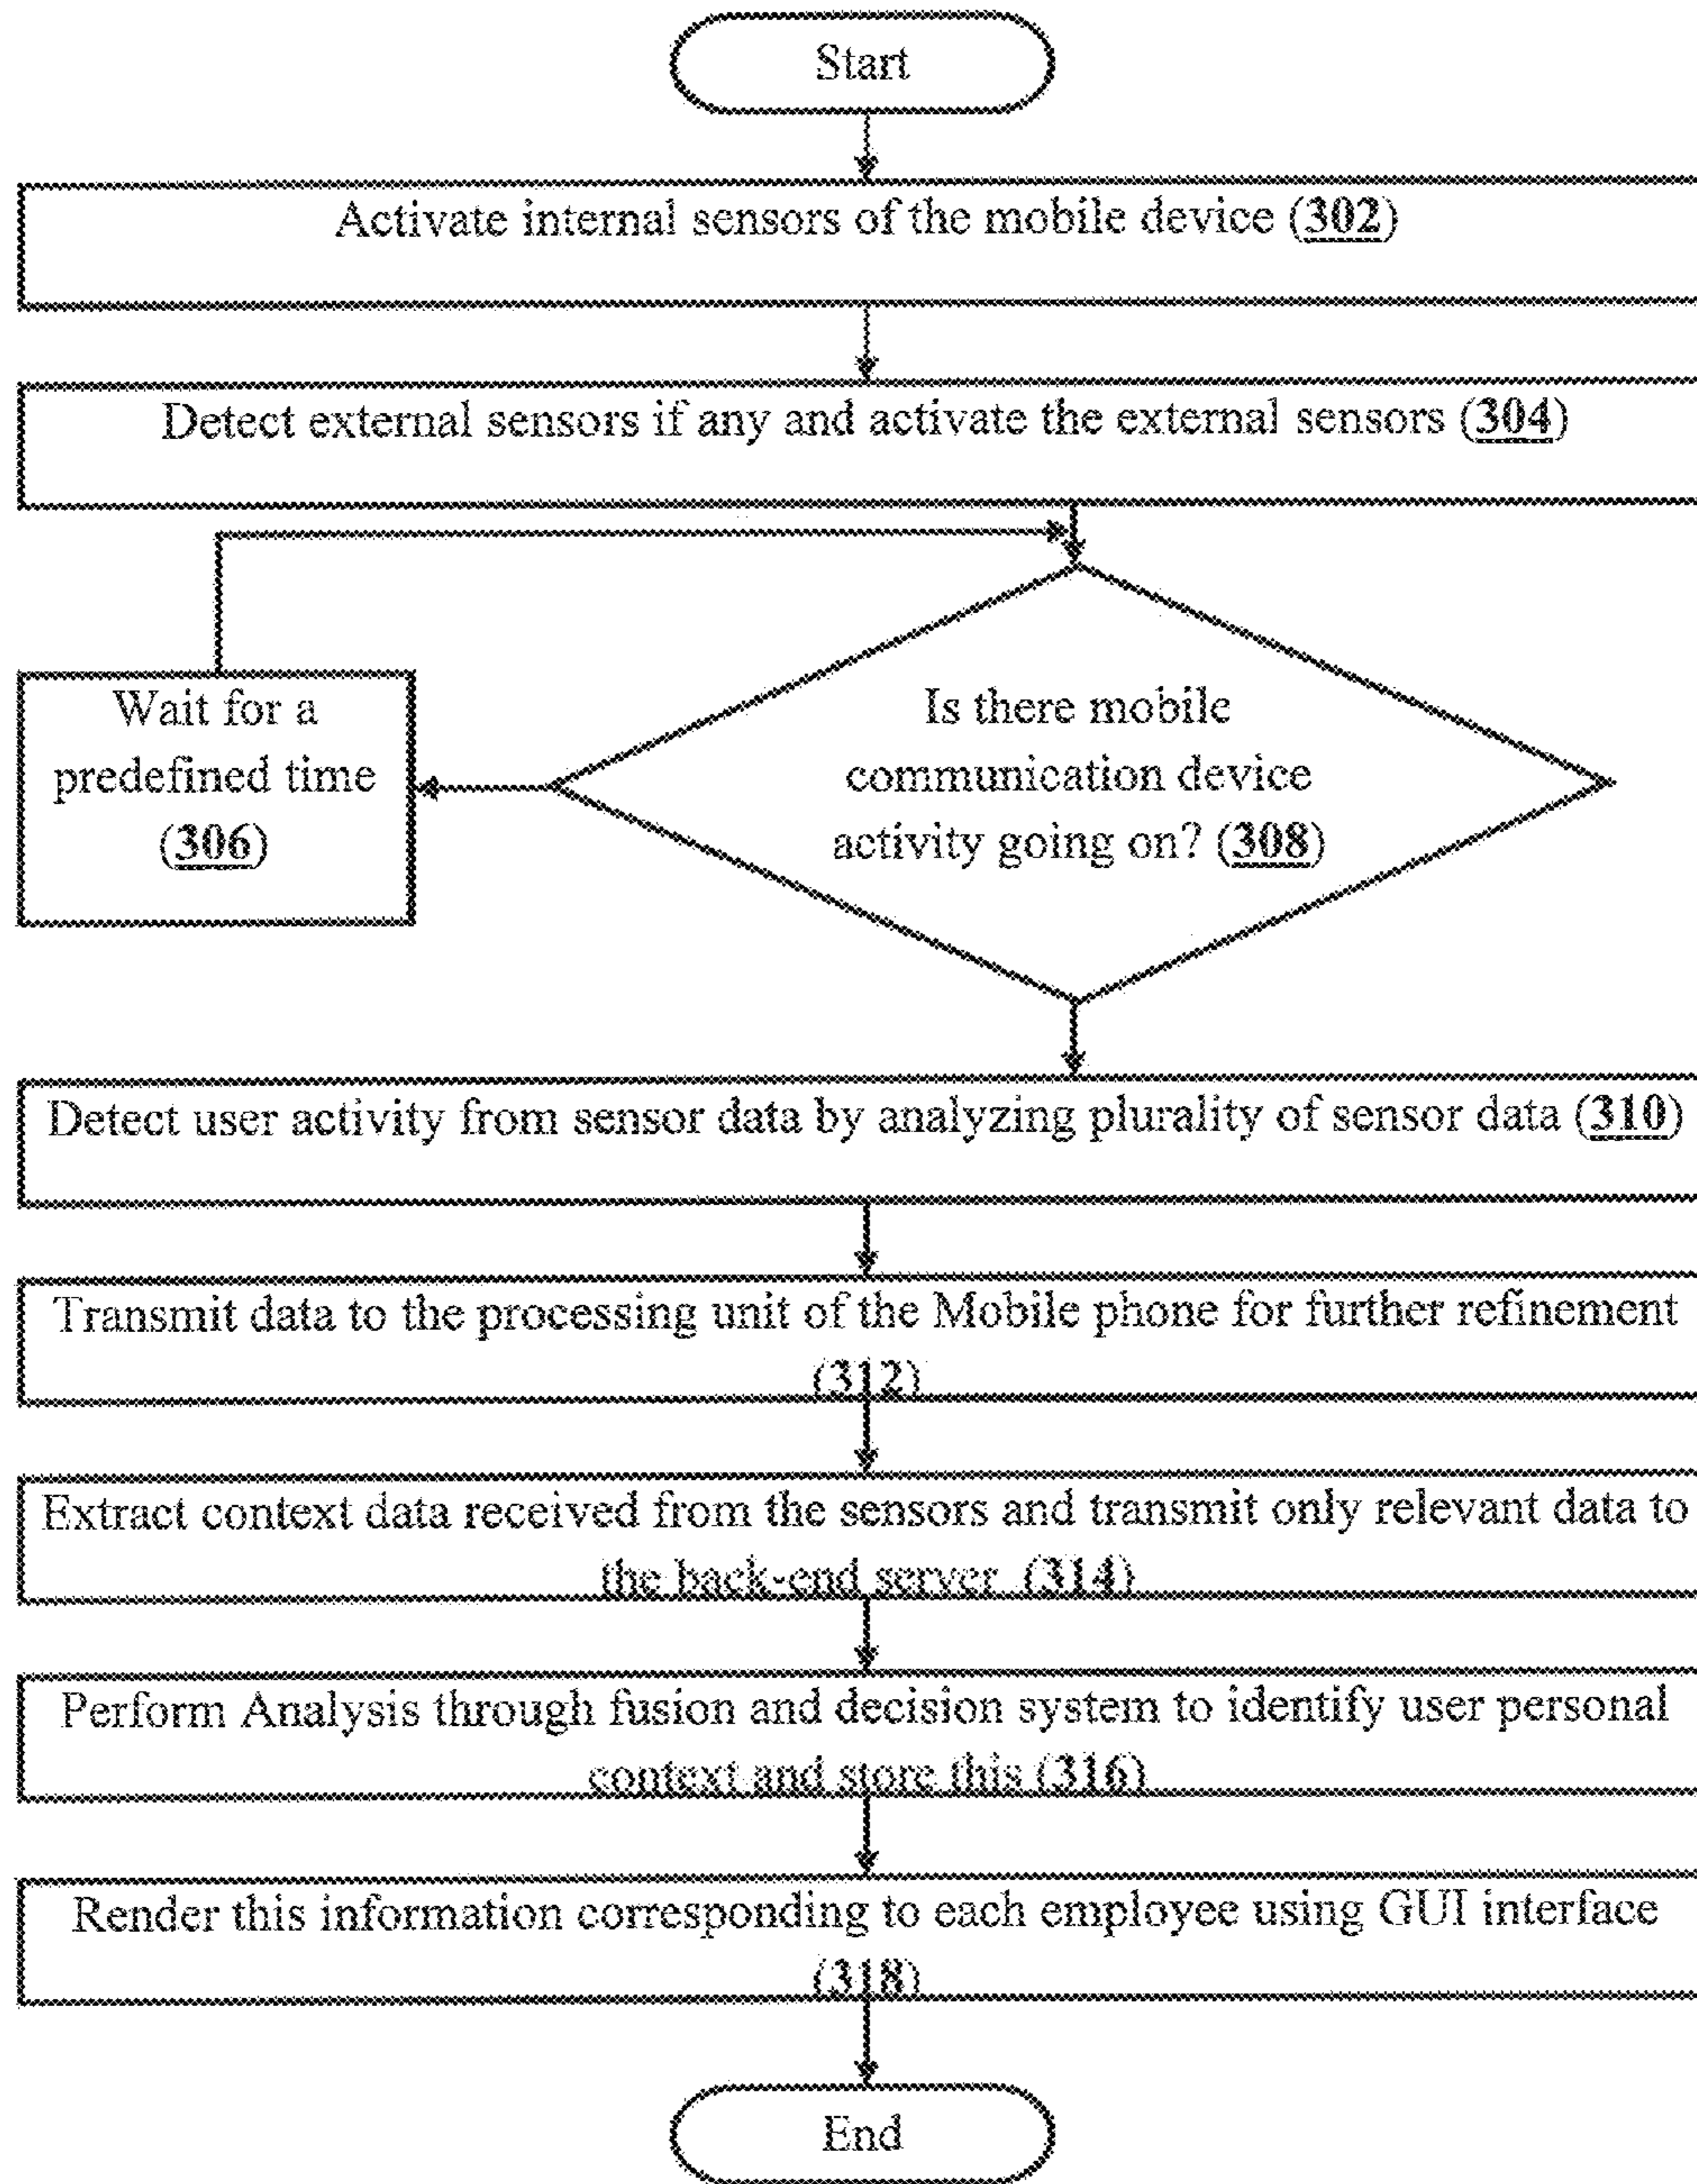 Start
Activate internal sensors of the mobile device (302)
Detect external sensors if any and activate the external sensors (304)
Wait for a
predefined time
(306)
Is there mobile
communication device
activity going on? (308)
Detect user activity from sensor data by analyzing plurality of sensor data (310)
Transmit data to the processing unit of the Mobile phone for further refinement
(312)
Extract context data received from the sensors and transmit only relevant data to
the back-end server (314)
Perform Analysis through fusion and decision system to identify user personal
context and store this (316)
Render this information corresponding to each employee using GUI interface
(318)
End